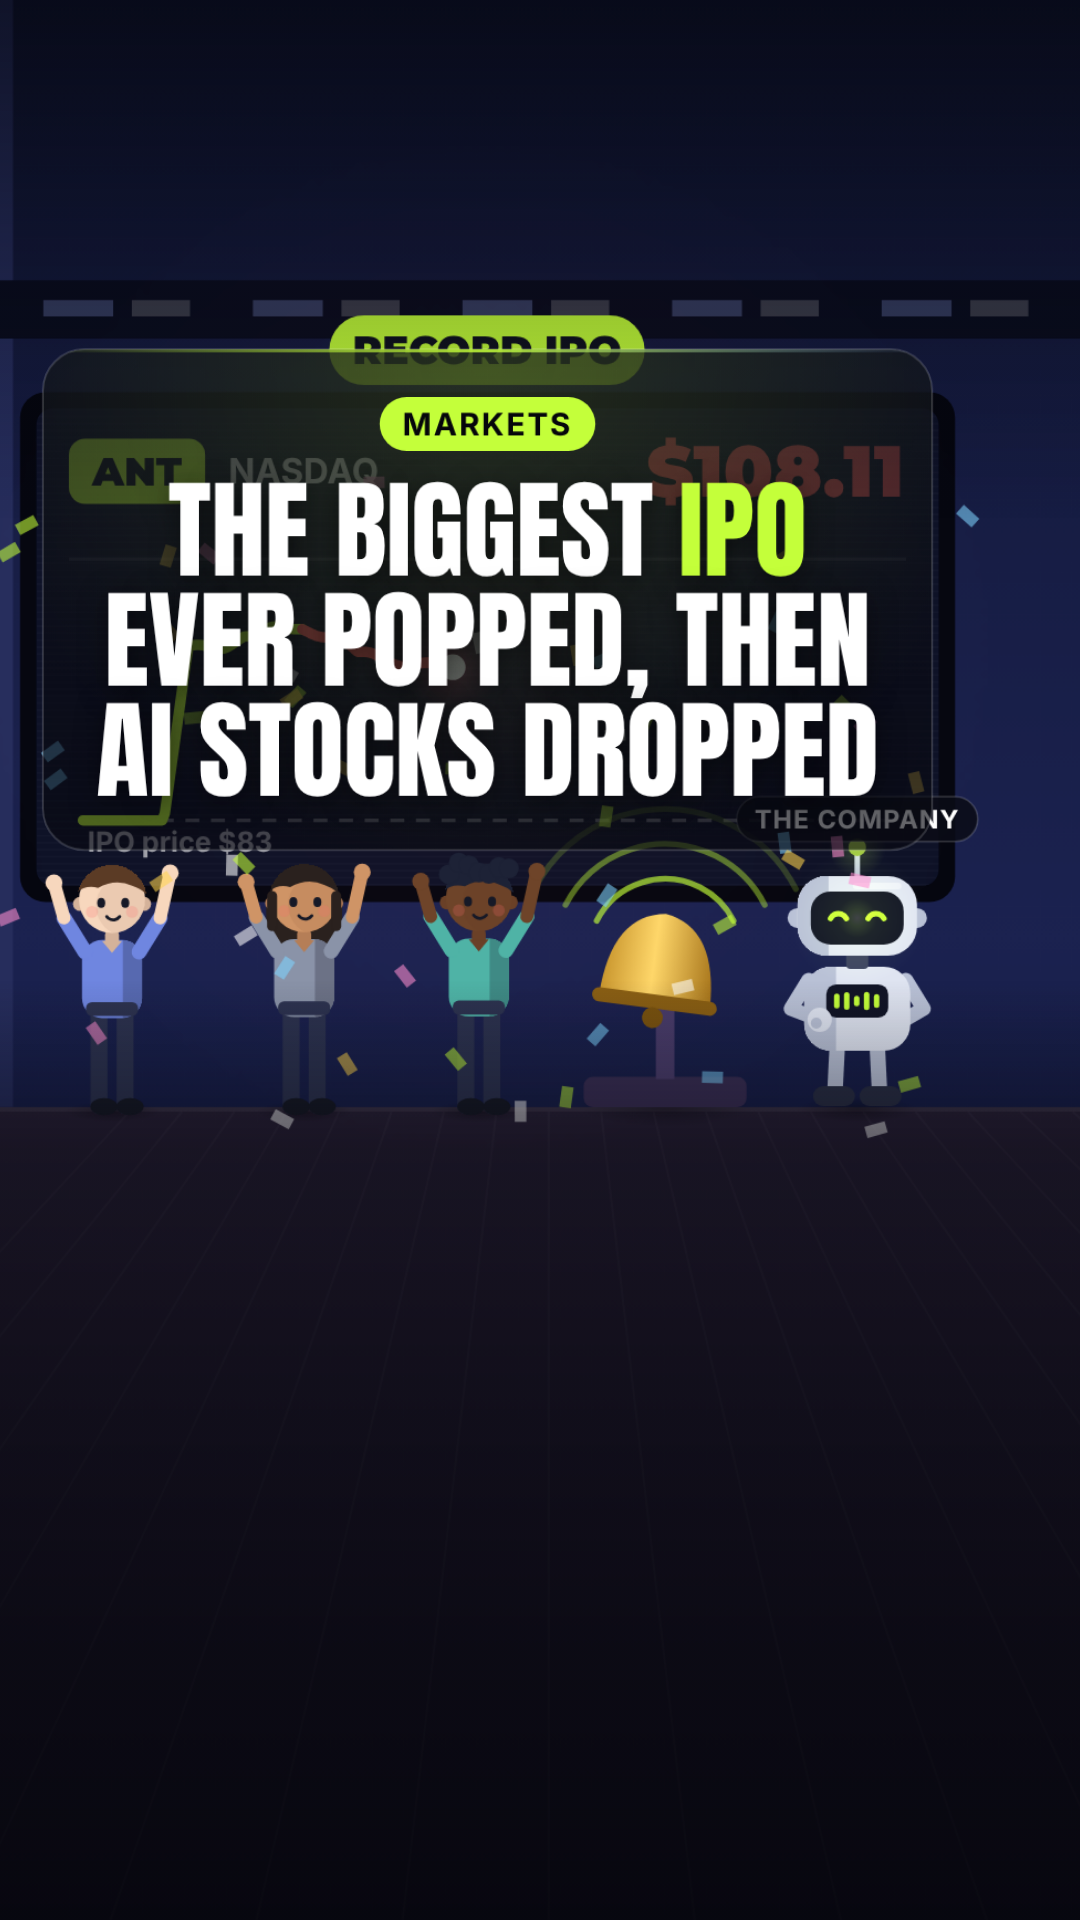 RECORD IPO
MARKETS
ANT NASDAQ $108.11
THE BIGGEST IPO
EVER POPPED, THEN
AI STOCKS DROPPED
THE COMPANY
IPO price $83